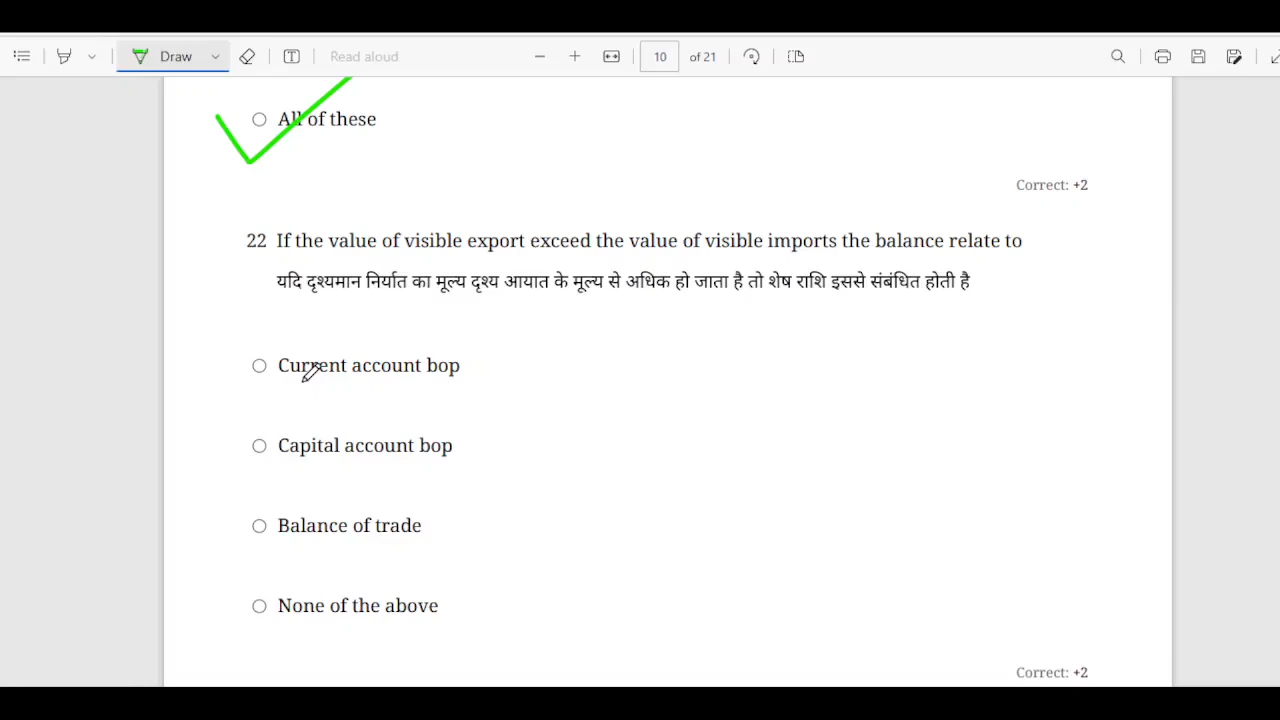 Draw
Read aloud
10
of 21
All of these
Correct: +2
22 If the value of visible export exceed the value of visible imports the balance relate to
यदि दृश्यमान निर्यात का मूल्य दृश्य आयात के मूल्य से अधिक हो जाता है तो शेष राशि इससे संबंधित होती है
Current account bop
Capital account bop
Balance of trade
None of the above
Correct: +2